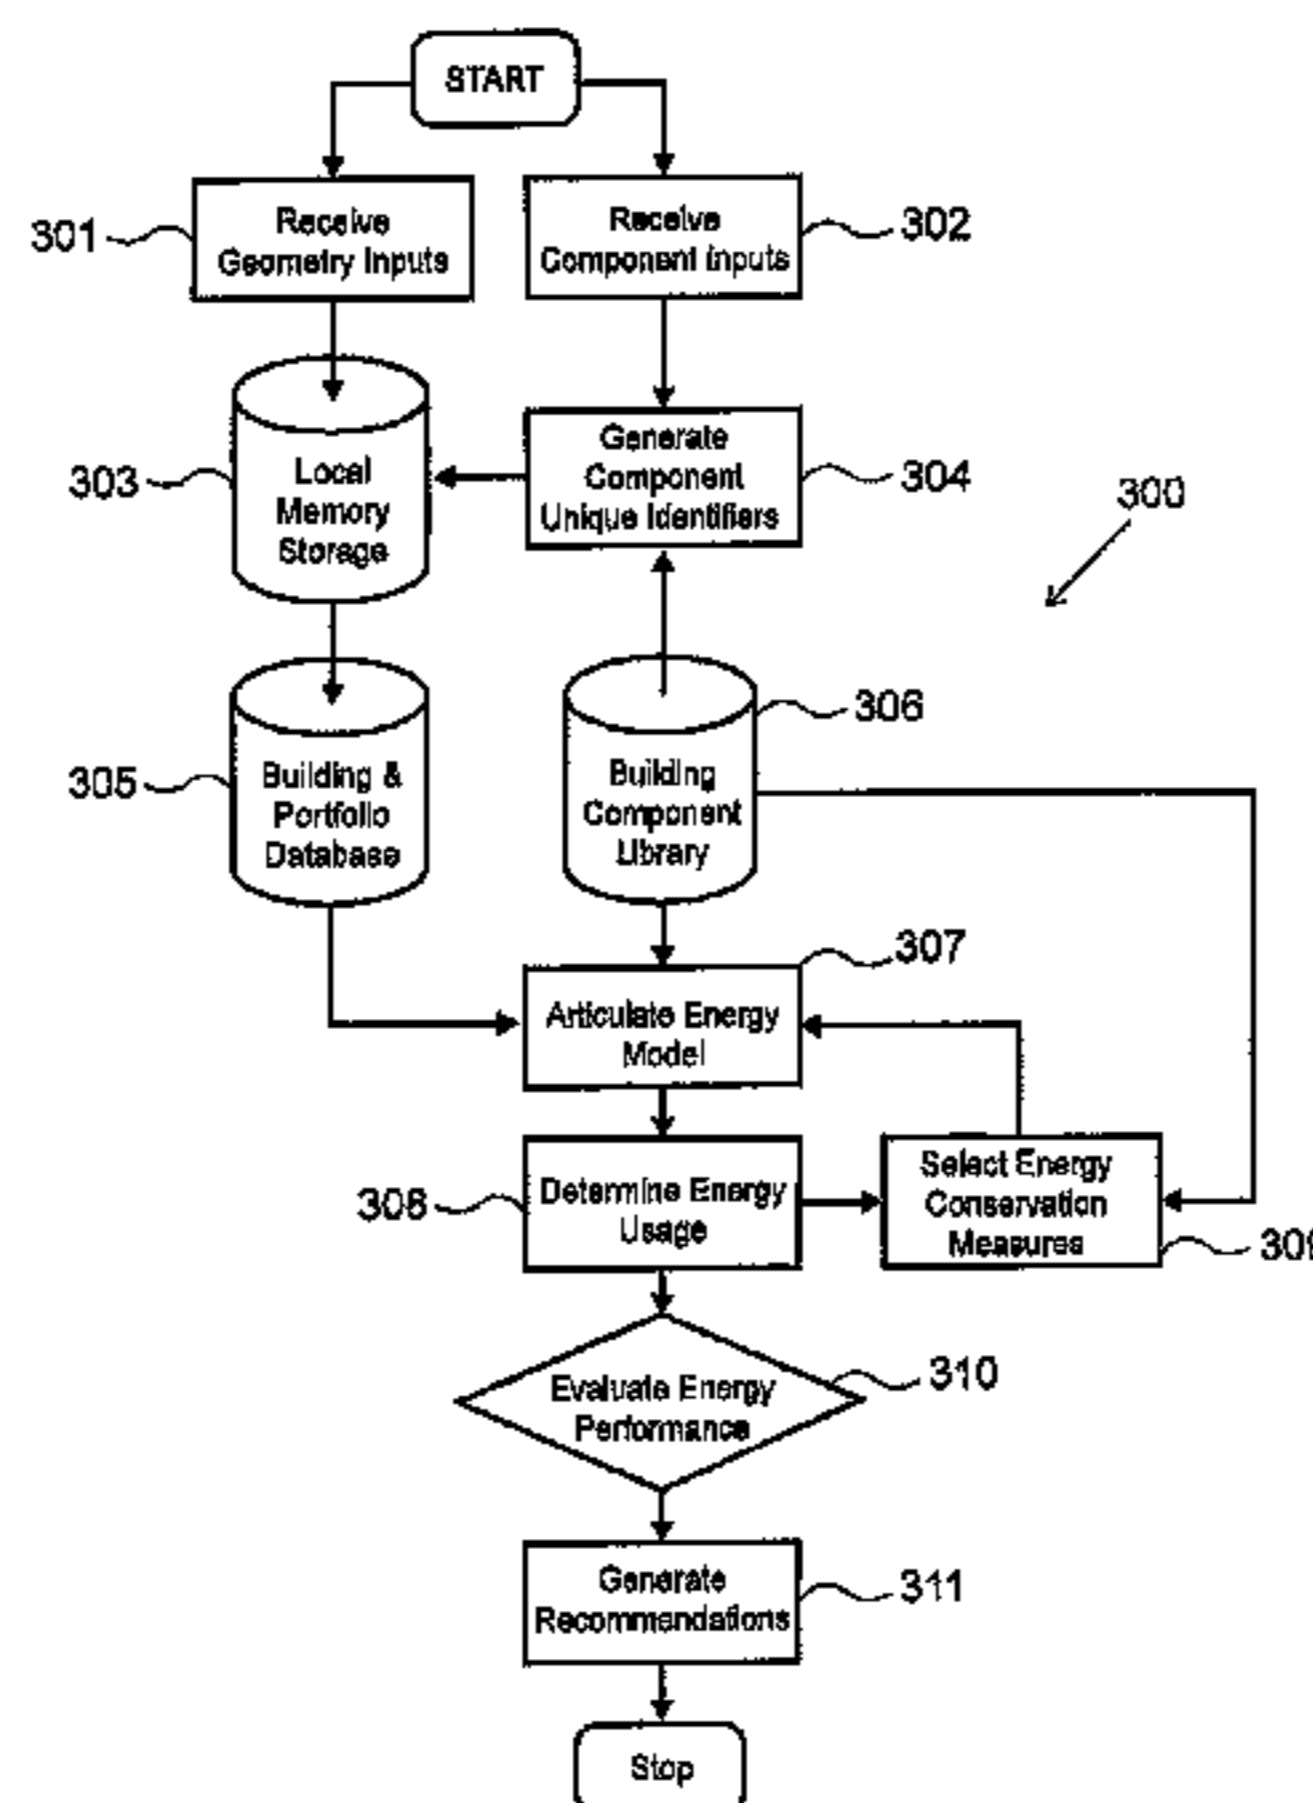 START
301
Receive
Geometry Inputs
Receive
Component Inputs
302
303
Local
Memory
Storage
Generate
Component
Unique Identifiers
304
300
305
Building &
Portfolio
Database
Building
Component
Library
306
307
Articulate Energy
Model
308
Determine Energy
Usage
Select Energy
Conservation
Measures
309
Evaluate Energy
Performance
310
Generate
Recommendations
311
Stop